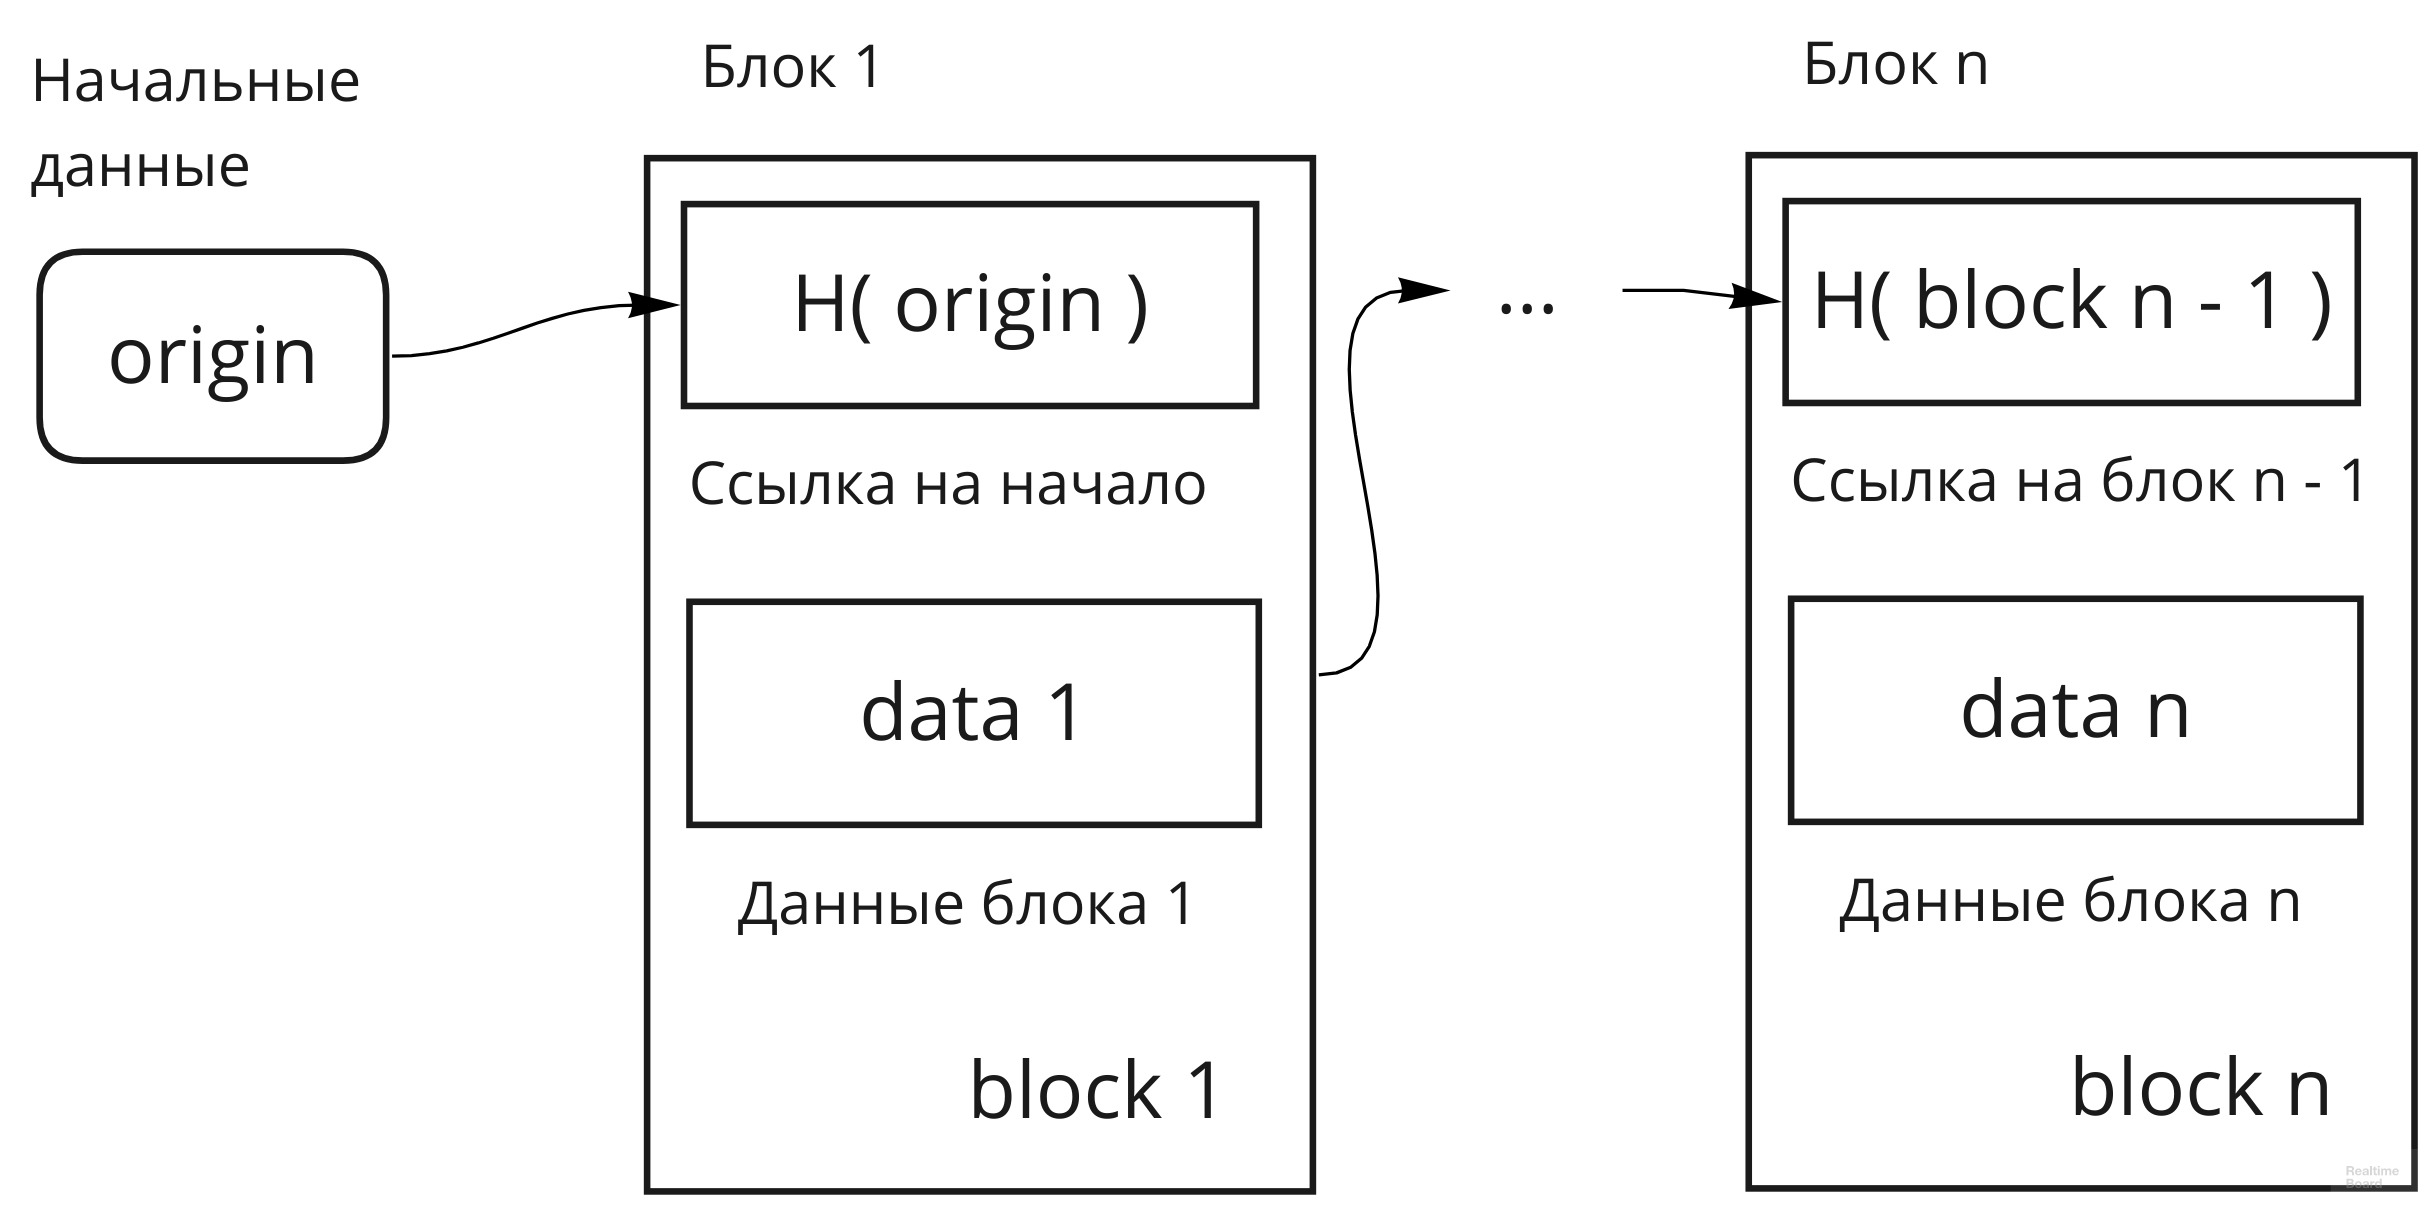 Начальные
данные
origin
Блок 1
H( origin )
Ссылка на начало
data 1
Данные блока 1
block 1
...
Блок n
H( block n - 1 )
Ссылка на блок n - 1
data n
Данные блока n
block n
Realtime
Board